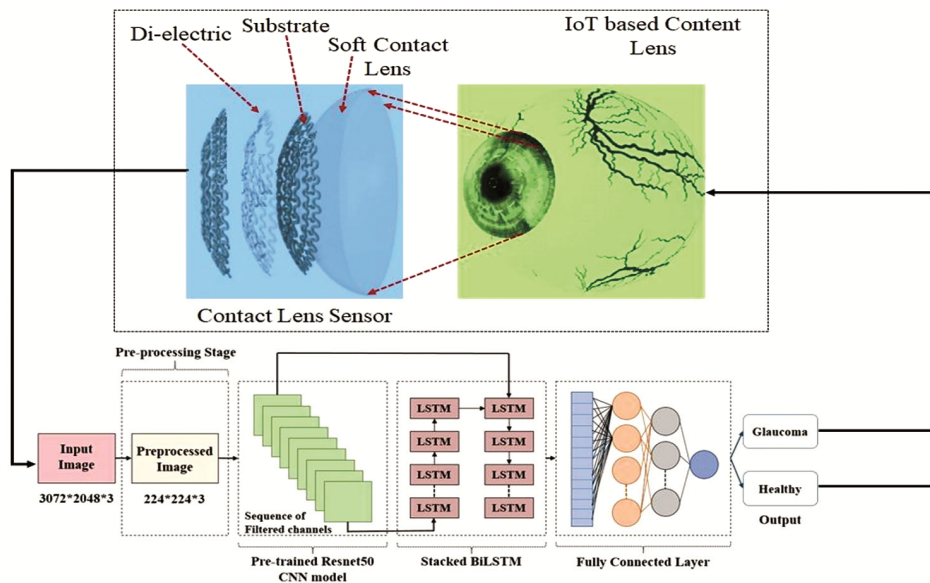 Di-electric
Substrate
Soft Contact
Lens
IoT based Content
Lens
Contact Lens Sensor
Pre-processing Stage
Input
Image
3072*2048*3
Preprocessed
Image
224*224*3
Sequence of
Filtered channels
Pre-trained Resnet50
CNN model
LSTM
LSTM
LSTM
LSTM
LSTM
LSTM
LSTM
LSTM
Stacked BiLSTM
Fully Connected Layer
Glaucoma
Healthy
Output